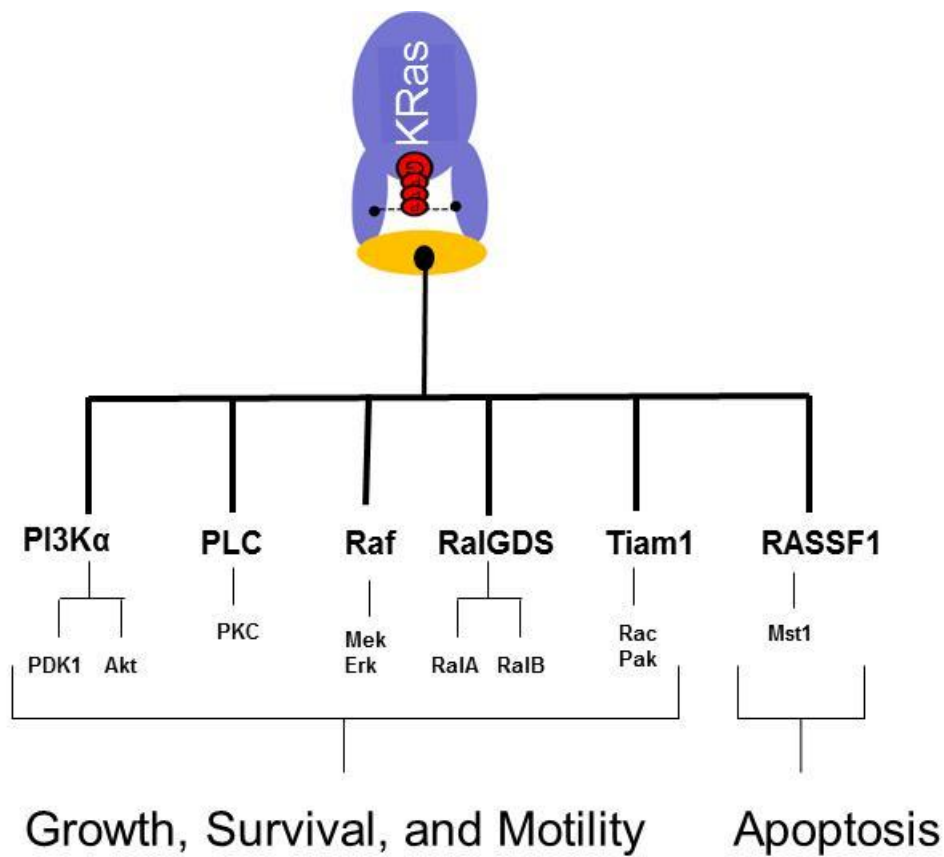 KRas
G
P
PI3Kα PLC Raf RalGDS Tiam1 RASSF1
PDK1 Akt PKC Mek RalA RalB Rac Mst1
Erk Pak
Growth, Survival, and Motility Apoptosis